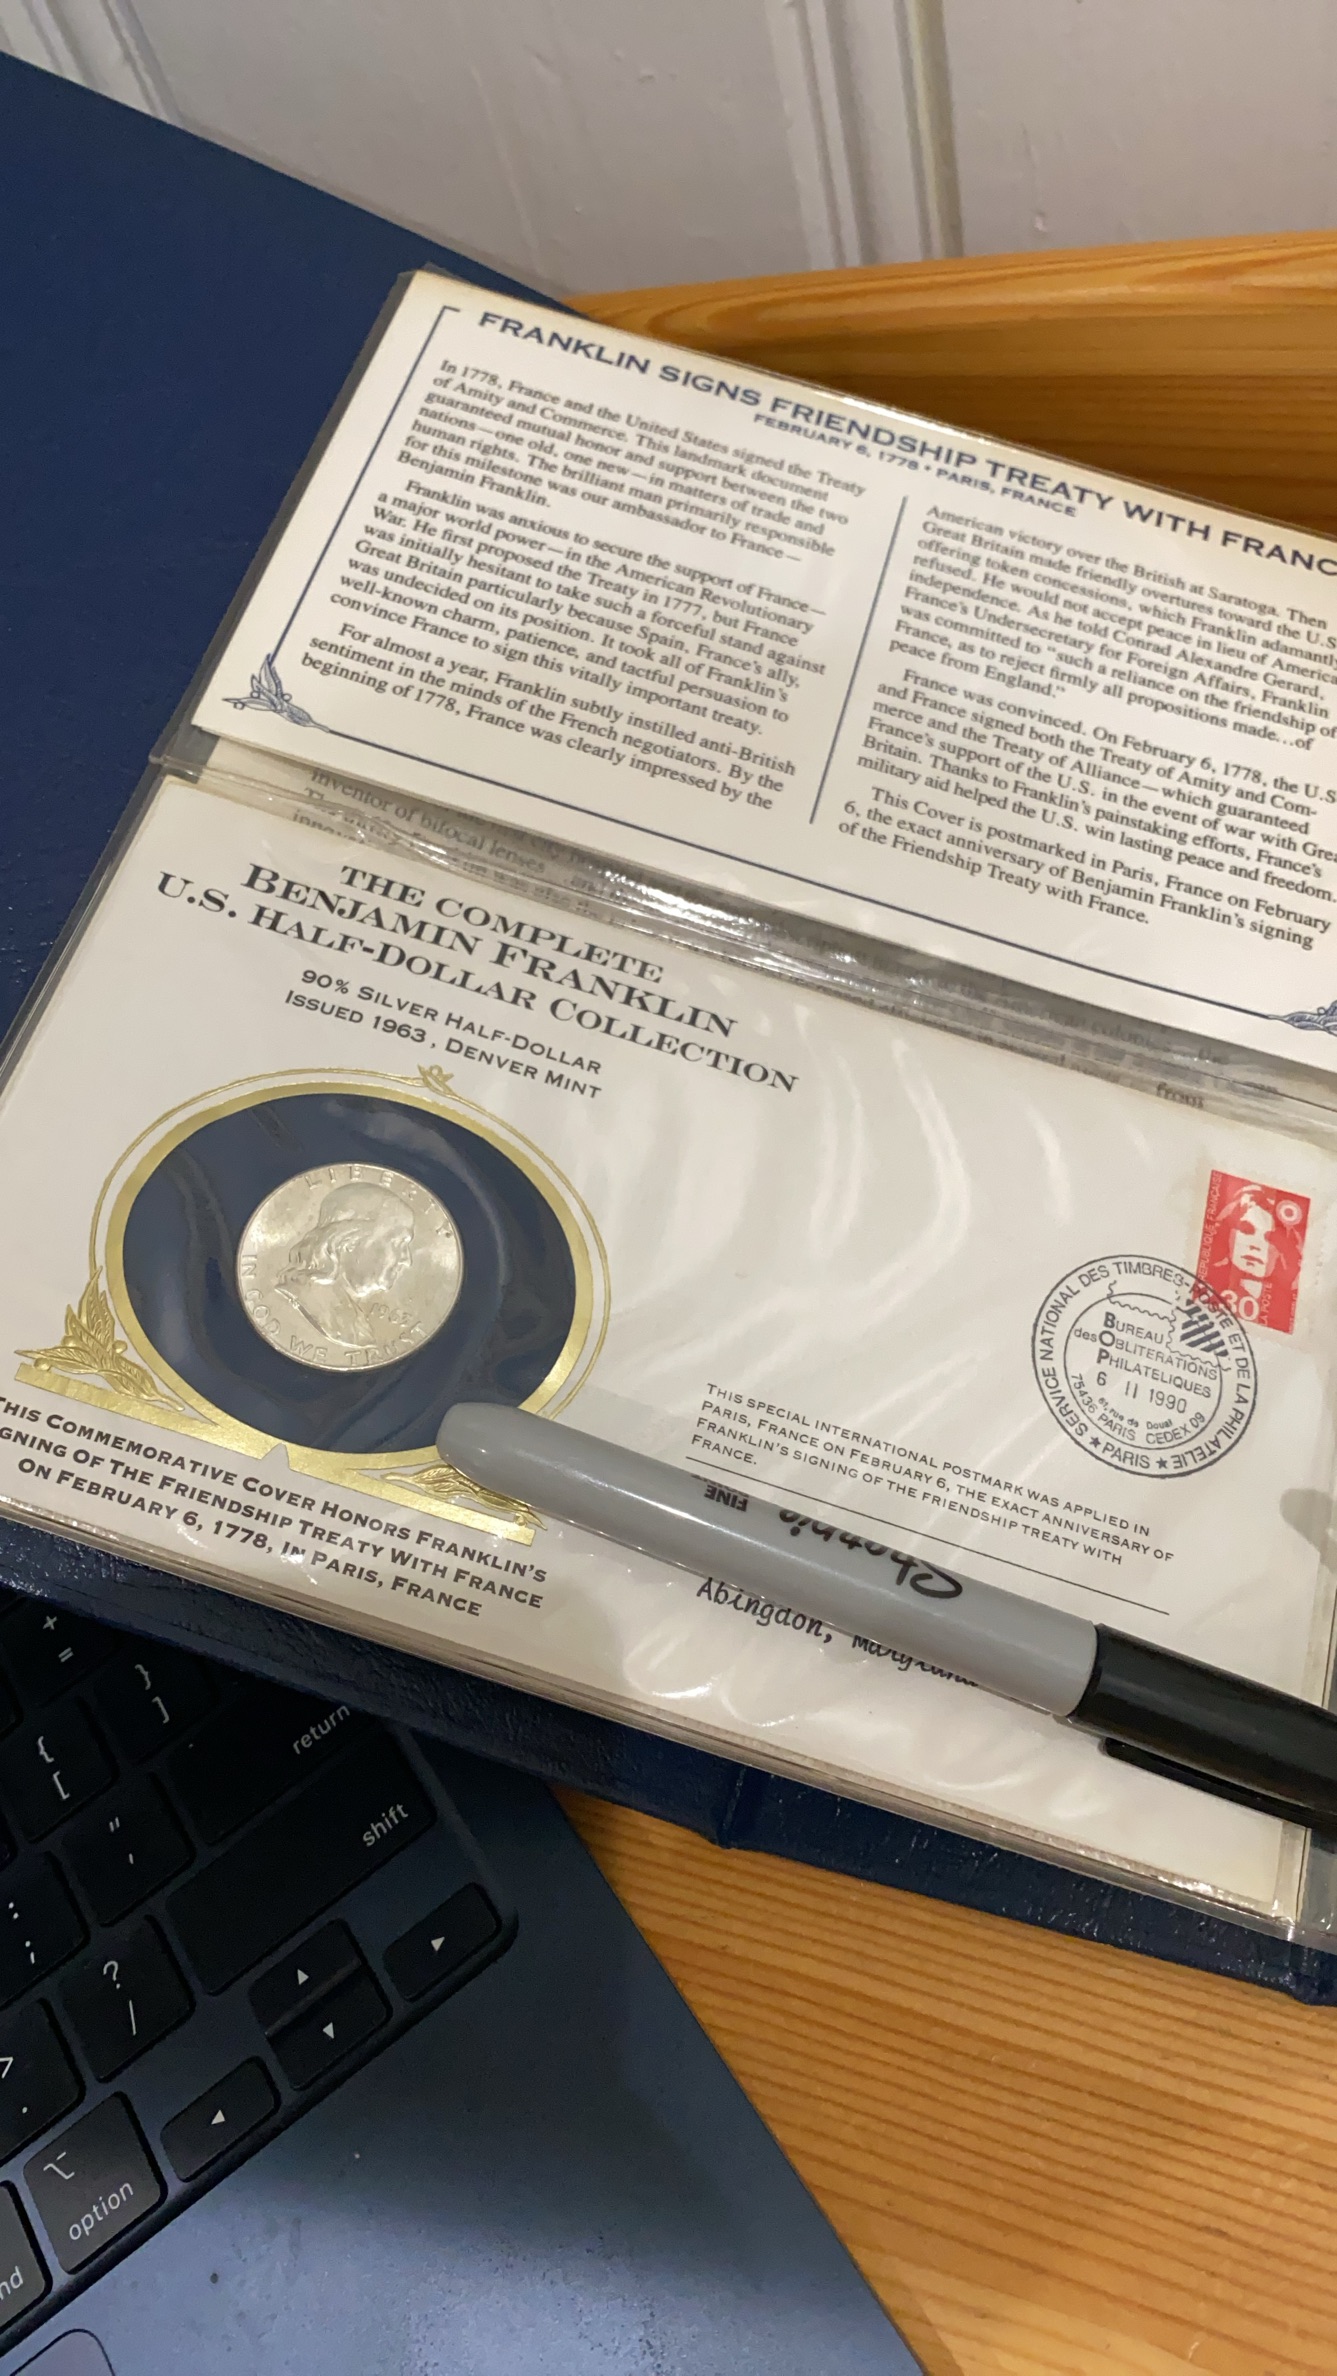 FRANKLIN SIGNS FRIENDSHIP TREATY WITH FRANC
FEBRUARY 6, 1778 • PARIS, FRANCE
In 1778, France and the United States signed the Treaty
of Amity and Commerce. This landmark document
guaranteed mutual honor and support between the two
nations—one old, one new—in matters of trade and
human rights. The brilliant man primarily responsible
for this milestone was our ambassador to France—
Benjamin Franklin.
Franklin was anxious to secure the support of France—
a major world power—in the American Revolutionary
War. He first proposed the Treaty in 1777, but France
was initially hesitant to take such a forceful stand against
Great Britain particularly because Spain, France's ally,
was undecided on its position. It took all of Franklin's
well-known charm, patience, and tactful persuasion to
convince France to sign this vitally important treaty.
For almost a year, Franklin subtly instilled anti-British
sentiment in the minds of the French negotiators. By the
beginning of 1778, France was clearly impressed by the
American victory over the British at Saratoga. Then
Great Britain made friendly overtures toward the U.S.
offering token concessions, which Franklin adamantly
refused. He would not accept peace in lieu of America
independence. As he told Conrad Alexandre Gerard,
France's Undersecretary for Foreign Affairs, Franklin
was committed to "such a reliance on the friendship of
France, as to reject firmly all propositions made...of
peace from England."
France was convinced. On February 6, 1778, the U.S
and France signed both the Treaty of Amity and Com-
merce and the Treaty of Alliance—which guaranteed
France's support of the U.S. in the event of war with Grea
Britain. Thanks to Franklin's painstaking efforts, France's
military aid helped the U.S. win lasting peace and freedom.
This Cover is postmarked in Paris, France on February
6, the exact anniversary of Benjamin Franklin's signing
of the Friendship Treaty with France.
inventor of bifocal lenses
front
THE COMPLETE
BENJAMIN FRANKLIN
U.S. HALF-DOLLAR COLLECTION
90% SILVER HALF-DOLLAR
ISSUED 1963, DENVER MINT
LIBERTY
IN GOD WE TRUST
1963
RÉPUBLIQUE FRANÇAISE
30
LA POSTE
SERVICE NATIONAL DES TIMBRES-POSTE ET DE LA PHILATELIE
★ PARIS ★
BUREAU
des OBLITERATIONS
PHILATELIQUES
6 II 1990
61, rue de Douai
75436 PARIS CEDEX 09
THIS SPECIAL INTERNATIONAL POSTMARK WAS APPLIED IN
PARIS, FRANCE ON FEBRUARY 6, THE EXACT ANNIVERSARY OF
FRANKLIN'S SIGNING OF THE FRIENDSHIP TREATY WITH
FRANCE.
THIS COMMEMORATIVE COVER HONORS FRANKLIN'S
GNING OF THE FRIENDSHIP TREATY WITH FRANCE
ON FEBRUARY 6, 1778, IN PARIS, FRANCE
Sharpie
FINE
Abingdon, Maryland
+
=
}
]
{
[
return
"
'
shift
:
;
?
/
>
.
option
nd